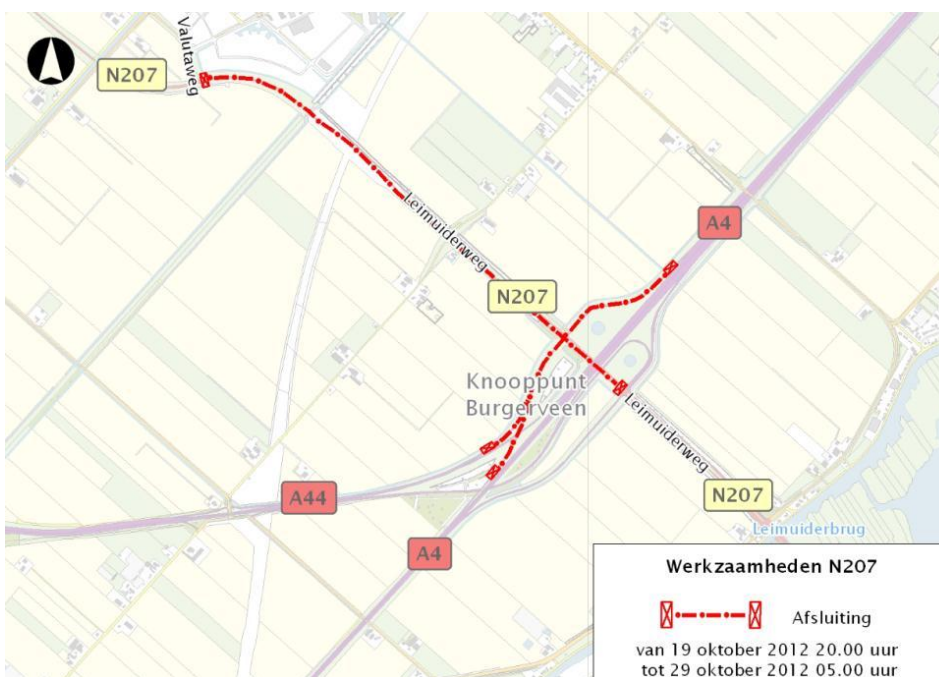 Valutaweg
N207
Leimuiderweg
A4
N207
Knooppunt
Burgerveen
Leimuiderweg
A44
N207
Leimuiderbrug
A4
Werkzaamheden N207
Afsluiting
van 19 oktober 2012 20.00 uur
tot 29 oktober 2012 05.00 uur